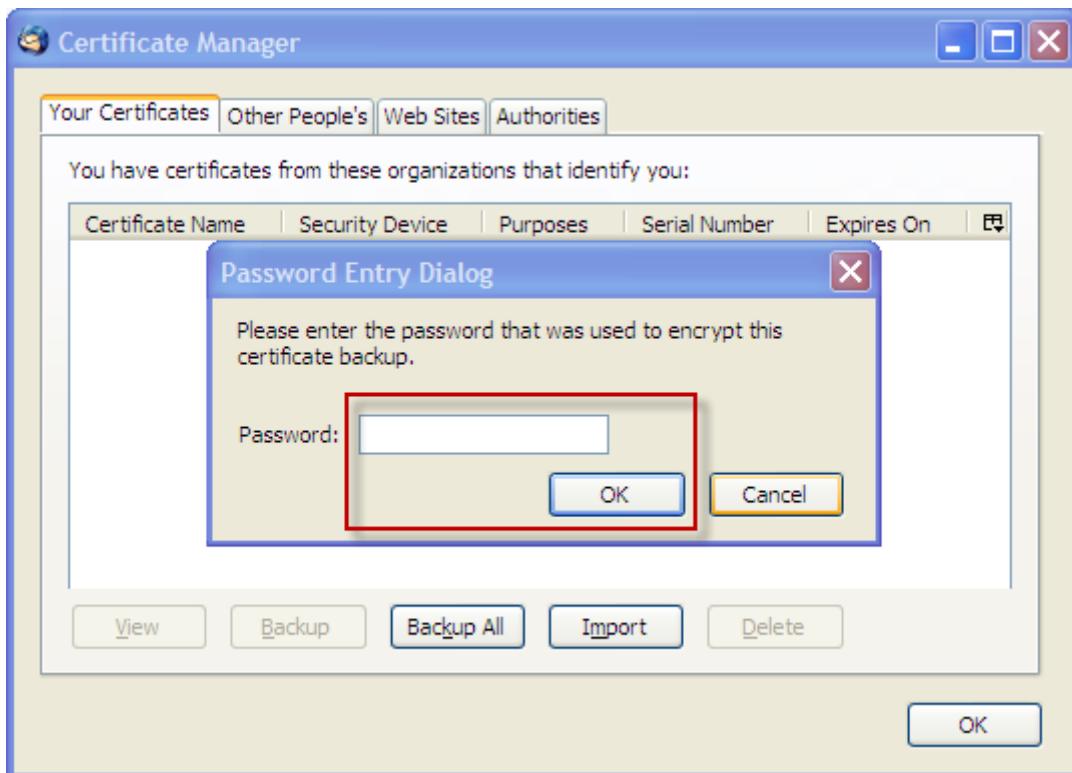 Certificate Manager
Your Certificates Other People's Web Sites Authorities
You have certificates from these organizations that identify you:
Certificate Name Security Device Purposes Serial Number Expires On
Password Entry Dialog
Please enter the password that was used to encrypt this
certificate backup.
Password:
OK Cancel
View Backup Backup All Import Delete
OK